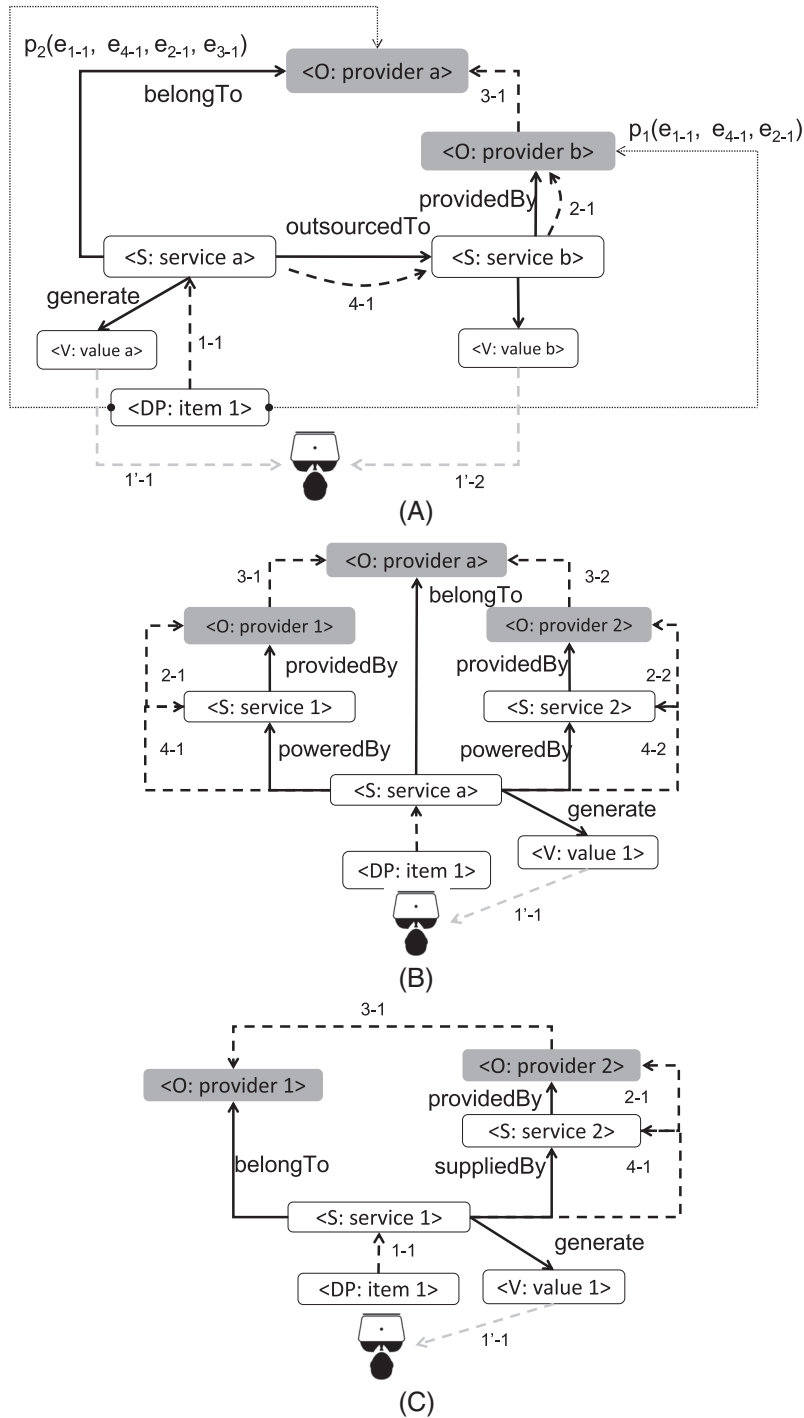 p2(e1-1, e4-1, e2-1, e3-1)
<O: provider a>
belongTo
3-1
p1(e1-1, e4-1, e2-1)
<O: provider b>
providedBy
2-1
outsourcedTo
<S: service a>
<S: service b>
generate
4-1
1-1
<V: value a>
<V: value b>
<DP: item 1>
1'-1
1'-2
(A)
<O: provider a>
3-1
3-2
belongTo
<O: provider 1>
<O: provider 2>
2-1
providedBy
providedBy
2-2
<S: service 1>
<S: service 2>
4-1
poweredBy
poweredBy
4-2
<S: service a>
generate
<DP: item 1>
<V: value 1>
1'-1
(B)
3-1
<O: provider 1>
<O: provider 2>
providedBy
2-1
<S: service 2>
belongTo
suppliedBy
4-1
<S: service 1>
1-1
generate
<DP: item 1>
<V: value 1>
1'-1
(C)